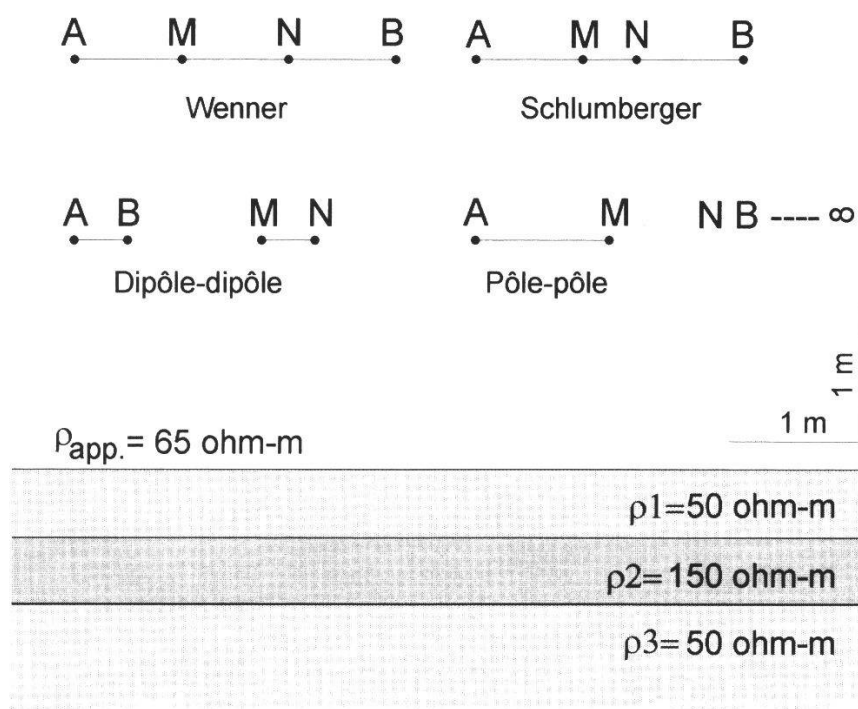 A M N B
A M N B
Wenner
Schlumberger
A B M N
A M N B ---- ∞
Dipôle-dipôle
Pôle-pôle
1 m
1 m
ρapp.= 65 ohm-m
ρ1=50 ohm-m
ρ2=150 ohm-m
ρ3=50 ohm-m